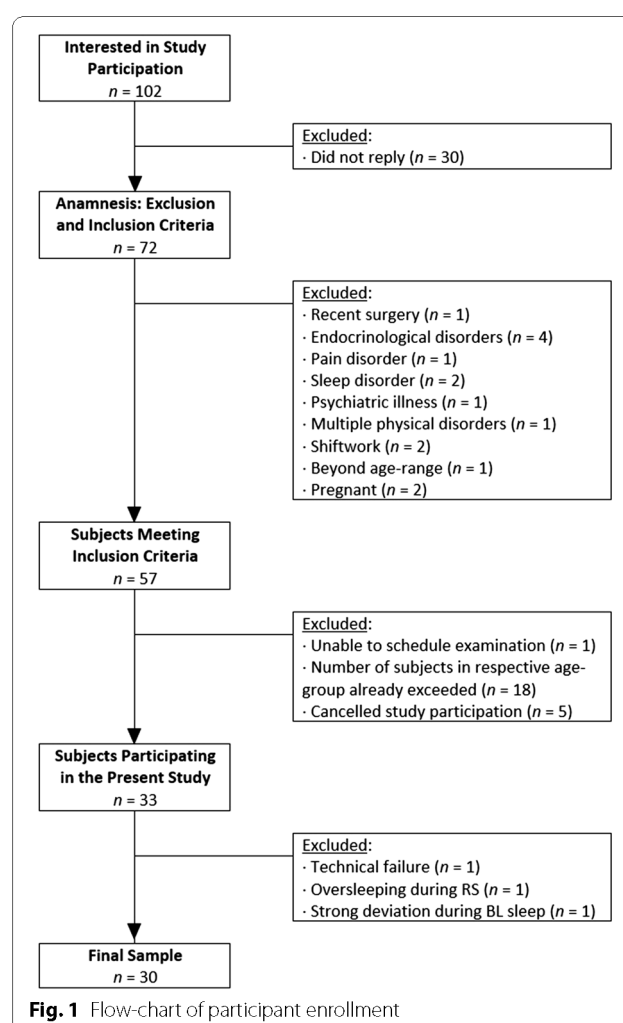 Interested in Study
Participation
n = 102
Excluded:
· Did not reply (n = 30)
Anamnesis: Exclusion
and Inclusion Criteria
n = 72
Excluded:
· Recent surgery (n = 1)
· Endocrinological disorders (n = 4)
· Pain disorder (n = 1)
· Sleep disorder (n = 2)
· Psychiatric illness (n = 1)
· Multiple physical disorders (n = 1)
· Shiftwork (n = 2)
· Beyond age-range (n = 1)
· Pregnant (n = 2)
Subjects Meeting
Inclusion Criteria
n = 57
Excluded:
· Unable to schedule examination (n = 1)
· Number of subjects in respective age-
group already exceeded (n = 18)
· Cancelled study participation (n = 5)
Subjects Participating
in the Present Study
n = 33
Excluded:
· Technical failure (n = 1)
· Oversleeping during RS (n = 1)
· Strong deviation during BL sleep (n = 1)
Final Sample
n = 30
Fig. 1 Flow-chart of participant enrollment